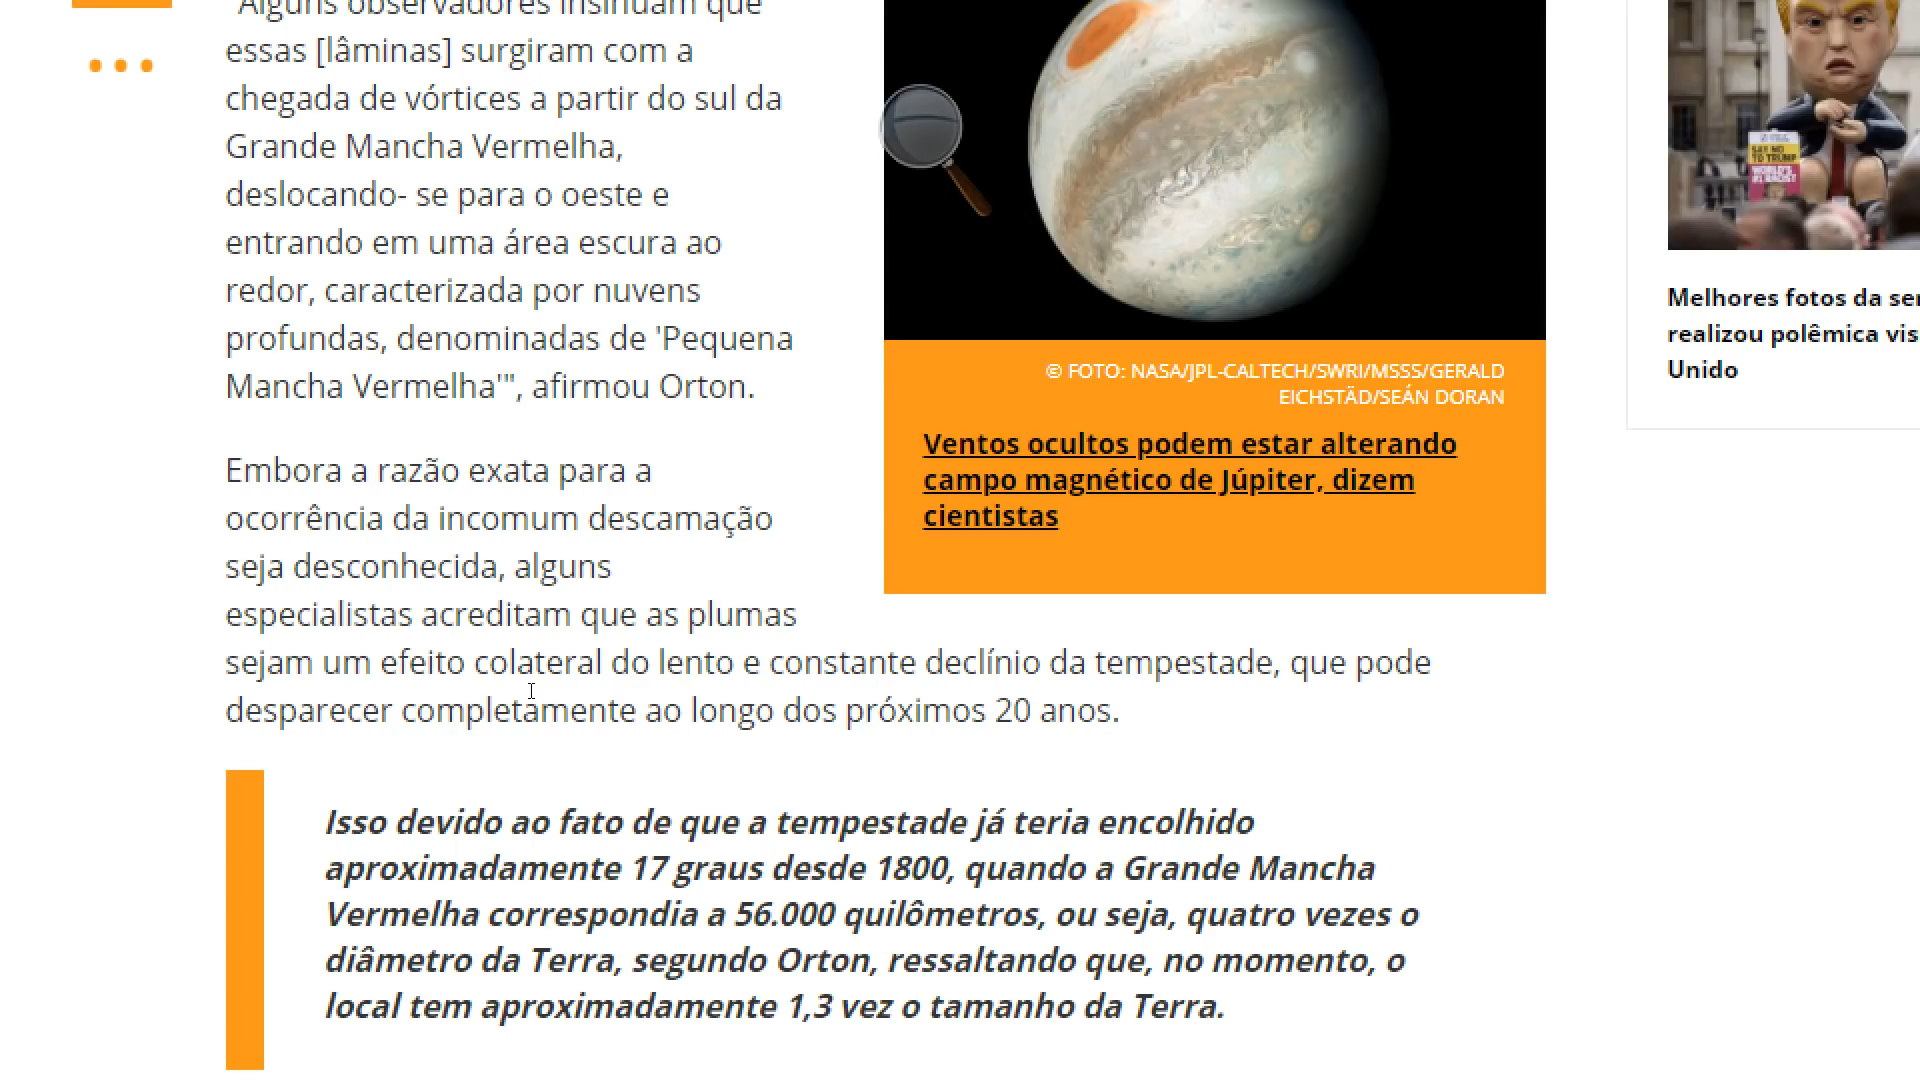 "Alguns observadores insinuam que
essas [lâminas] surgiram com a
chegada de vórtices a partir do sul da
Grande Mancha Vermelha,
deslocando- se para o oeste e
entrando em uma área escura ao
redor, caracterizada por nuvens
profundas, denominadas de 'Pequena
Mancha Vermelha'", afirmou Orton.
Embora a razão exata para a
ocorrência da incomum descamação
seja desconhecida, alguns
especialistas acreditam que as plumas
sejam um efeito colateral do lento e constante declínio da tempestade, que pode
desparecer completamente ao longo dos próximos 20 anos.
Isso devido ao fato de que a tempestade já teria encolhido
aproximadamente 17 graus desde 1800, quando a Grande Mancha
Vermelha correspondia a 56.000 quilômetros, ou seja, quatro vezes o
diâmetro da Terra, segundo Orton, ressaltando que, no momento, o
local tem aproximadamente 1,3 vez o tamanho da Terra.
© FOTO: NASA/JPL-CALTECH/SWRI/MSSS/GERALD
EICHSTÄD/SEÁN DORAN
Ventos ocultos podem estar alterando
campo magnético de Júpiter, dizem
cientistas
SAY NO
TO TRUMP
WORLD'S
#1 RACIST
Melhores fotos da se
realizou polêmica vis
Unido